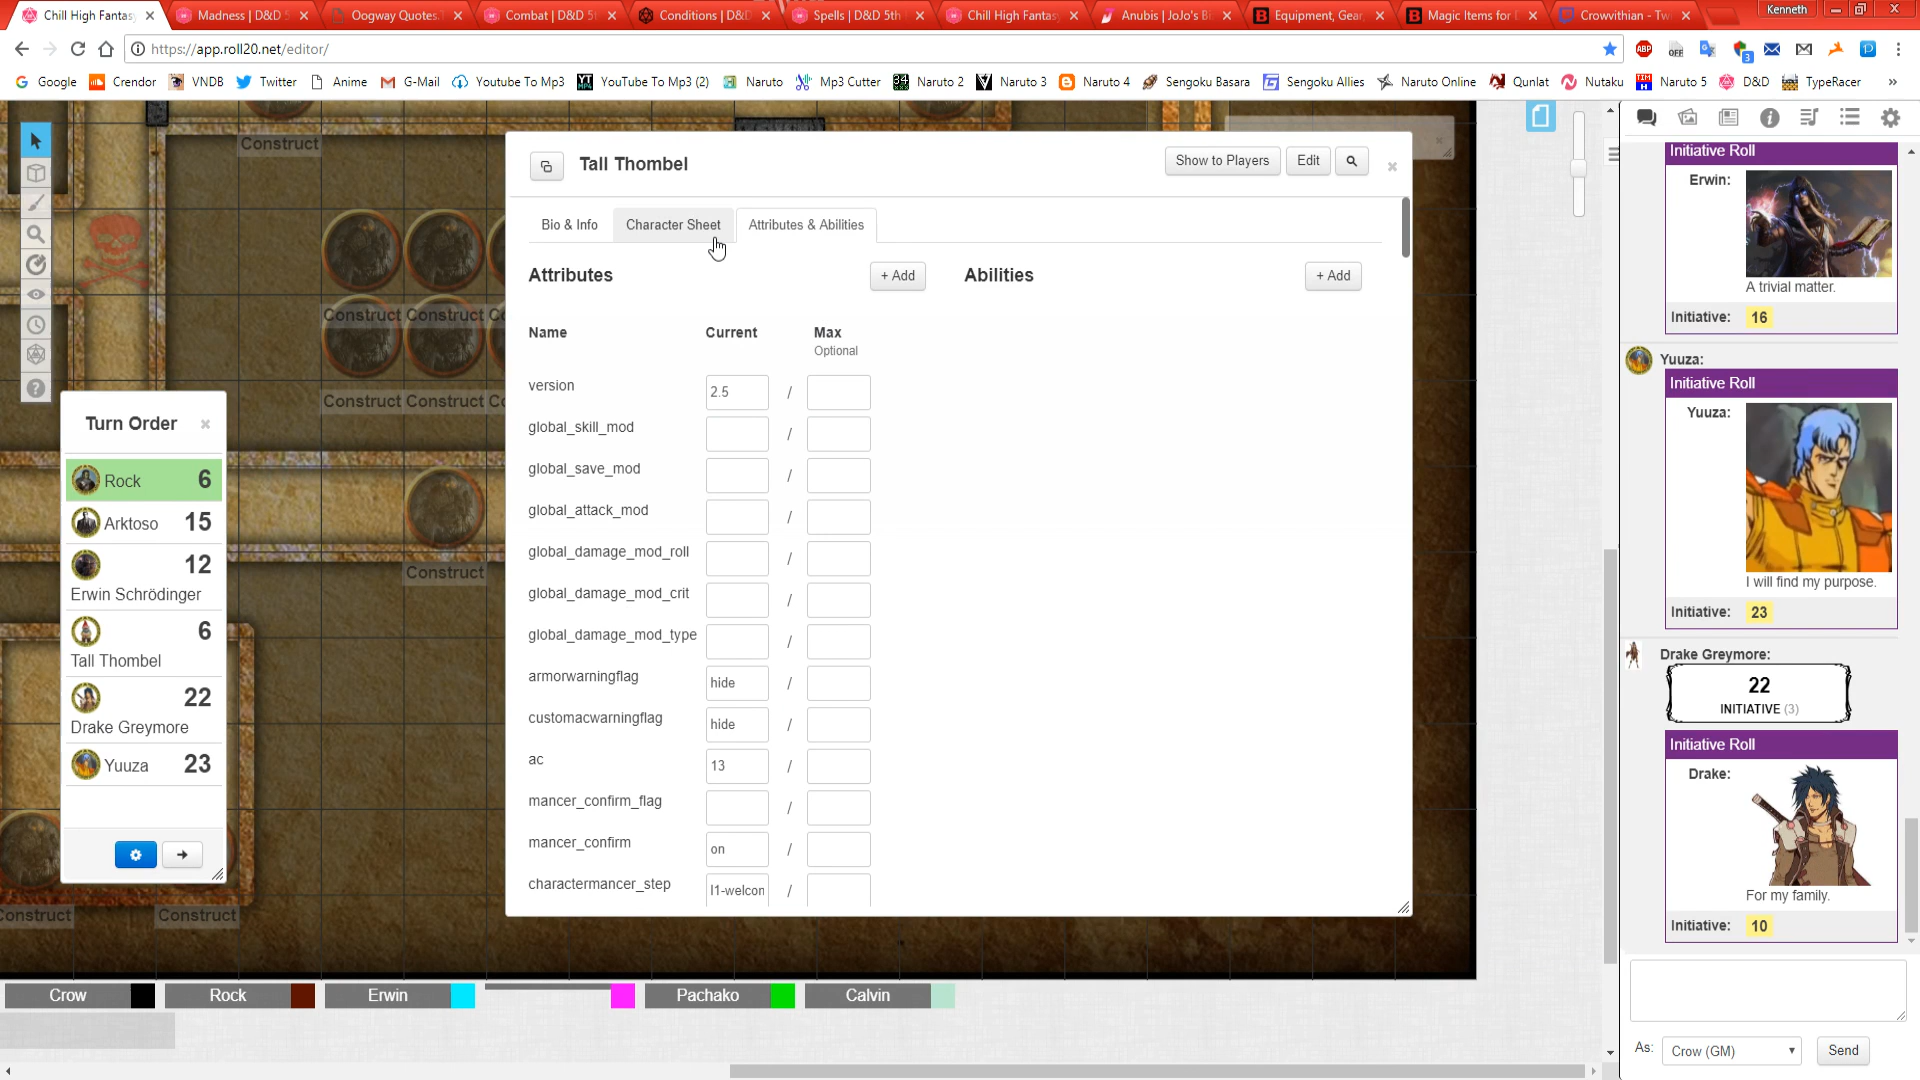 Chill High Fantas
Madness | D&D 5
Oogway Quotes.
Combat | D&D 5t
Conditions | D&D
Spells | D&D 5th
Chill High Fantas
Anubis | JoJo's Bi
Equipment, Gear,
Magic Items for D
Crowvithian - Tw
Kenneth
https://app.roll20.net/editor/
Google
Crendor
VNDB
Twitter
Anime
G-Mail
Youtube To Mp3
YouTube To Mp3 (2)
Naruto
Mp3 Cutter
Naruto 2
Naruto 3
Naruto 4
Sengoku Basara
Sengoku Allies
Naruto Online
Qunlat
Nutaku
Naruto 5
D&D
TypeRacer
»
Construct
Construct Construct Co
Construct Construct Co
Construct
Construct
Construct
Turn Order
Rock 6
Arktoso 15
12
Erwin Schrödinger
6
Tall Thombel
22
Drake Greymore
Yuuza 23
Tall Thombel
Show to Players
Edit
Bio & Info
Character Sheet
Attributes & Abilities
Attributes
+ Add
Abilities
+ Add
Name Current Max
Optional
version 2.5 /
global_skill_mod /
global_save_mod /
global_attack_mod /
global_damage_mod_roll /
global_damage_mod_crit /
global_damage_mod_type /
armorwarningflag hide /
customacwarningflag hide /
ac 13 /
mancer_confirm_flag /
mancer_confirm on /
charactermancer_step l1-welcon /
Initiative Roll
Erwin:
A trivial matter.
Initiative: 16
Yuuza:
Initiative Roll
Yuuza:
I will find my purpose.
Initiative: 23
Drake Greymore:
22
INITIATIVE (3)
Initiative Roll
Drake:
For my family.
Initiative: 10
As: Crow (GM)
Send
Crow
Rock
Erwin
Pachako
Calvin